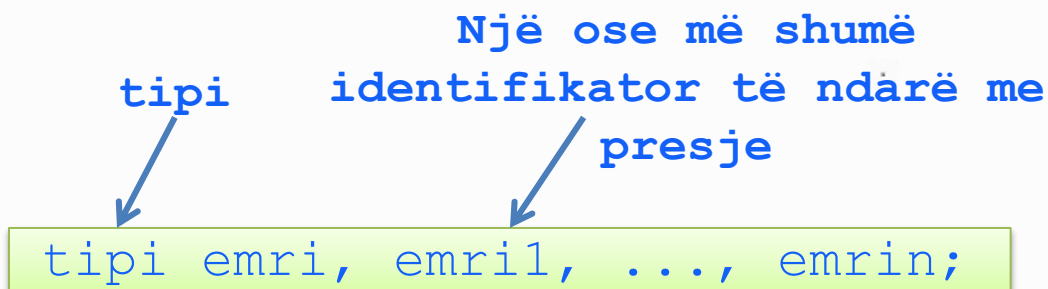 Një ose më shumë
tipi identifikator të ndarë me
presje
tipi emri, emri1, ..., emrin;